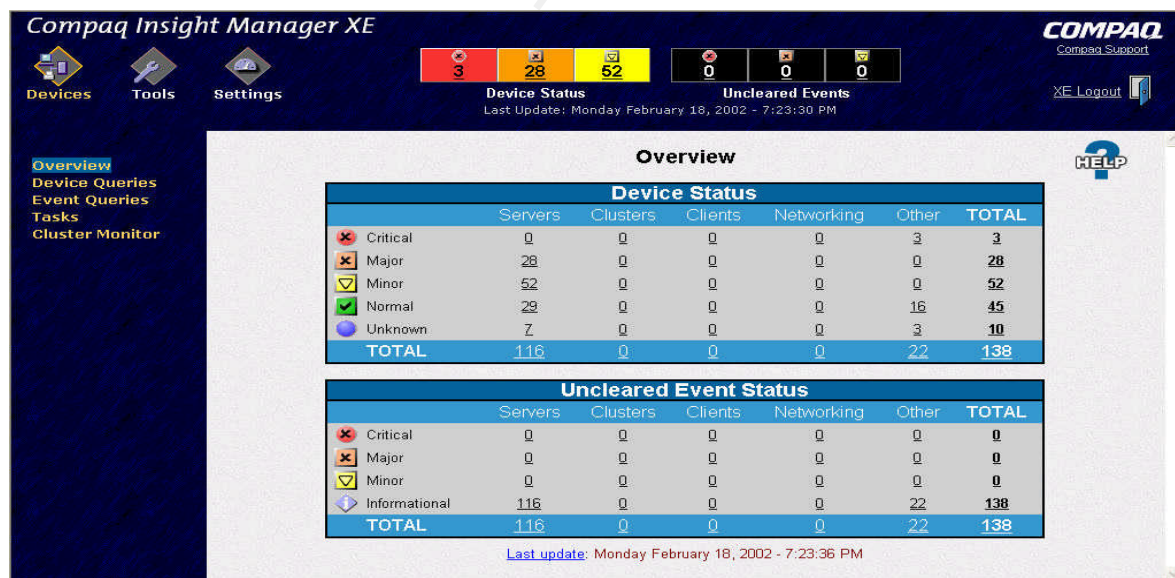 Compaq Insight Manager XE
COMPAQ
Compaq Support
Devices Tools Settings
3 28 52 0 0 0
Device Status Uncleared Events
Last Update: Monday February 18, 2002 - 7:23:30 PM
XE Logout
Overview
Device Queries
Event Queries
Tasks
Cluster Monitor
Overview
HELP
Device Status
Servers Clusters Clients Networking Other TOTAL
Critical 0 0 0 0 3 3
Major 28 0 0 0 0 28
Minor 52 0 0 0 0 52
Normal 29 0 0 0 16 45
Unknown 7 0 0 0 3 10
TOTAL 116 0 0 0 22 138
Uncleared Event Status
Servers Clusters Clients Networking Other TOTAL
Critical 0 0 0 0 0 0
Major 0 0 0 0 0 0
Minor 0 0 0 0 0 0
Informational 116 0 0 0 22 138
TOTAL 116 0 0 0 22 138
Last update: Monday February 18, 2002 - 7:23:36 PM